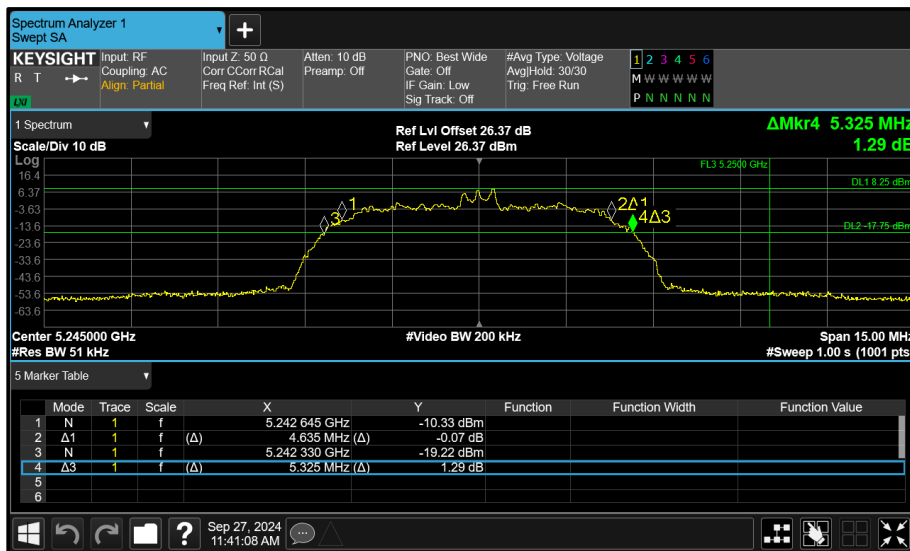 Spectrum Analyzer 1
Swept SA
+
KEYSIGHT
R T
LXI
Input: RF
Coupling: AC
Align: Partial
Input Z: 50 Ω
Corr CCorr RCal
Freq Ref: Int (S)
Atten: 10 dB
Preamp: Off
PNO: Best Wide
Gate: Off
IF Gain: Low
Sig Track: Off
#Avg Type: Voltage
Avg|Hold: 30/30
Trig: Free Run
1 2 3 4 5 6
M W W W W W
P N N N N N
1 Spectrum
Scale/Div 10 dB
Ref Lvl Offset 26.37 dB
Ref Level 26.37 dBm
ΔMkr4 5.325 MHz
1.29 dB
Log
16.4
6.37
-3.63
-13.6
-23.6
-33.6
-43.6
-53.6
-63.6
FL3 5.2500 GHz
DL1 8.25 dBm
1
2Δ1
3
4Δ3
DL2 -17.75 dBm
Center 5.245000 GHz
#Video BW 200 kHz
Span 15.00 MHz
#Res BW 51 kHz
#Sweep 1.00 s (1001 pts
5 Marker Table
Mode Trace Scale X Y Function Function Width Function Value
1 N 1 f 5.242 645 GHz -10.33 dBm
2 Δ1 1 f (Δ) 4.635 MHz (Δ) -0.07 dB
3 N 1 f 5.242 330 GHz -19.22 dBm
4 Δ3 1 f (Δ) 5.325 MHz (Δ) 1.29 dB
5
6
?
Sep 27, 2024
11:41:08 AM